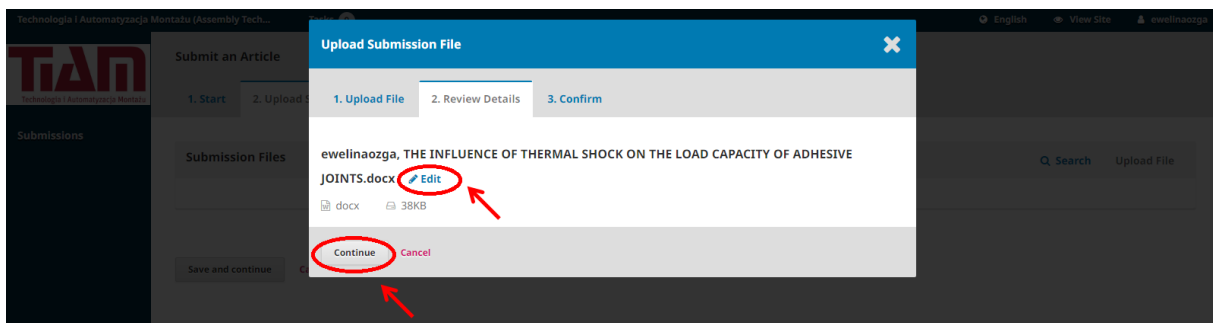 Technologia i Automatyzacja Montażu (Assembly Tech...
Tasks
English
View Site
ewelinaozga
TiAM
Technologia i Automatyzacja Montażu
Submissions
Submit an Article
1. Start
2. Upload S
Submission Files
Search
Upload File
Save and continue
Ca
Upload Submission File
1. Upload File
2. Review Details
3. Confirm
ewelinaozga, THE INFLUENCE OF THERMAL SHOCK ON THE LOAD CAPACITY OF ADHESIVE
JOINTS.docx Edit
docx 38KB
Continue Cancel